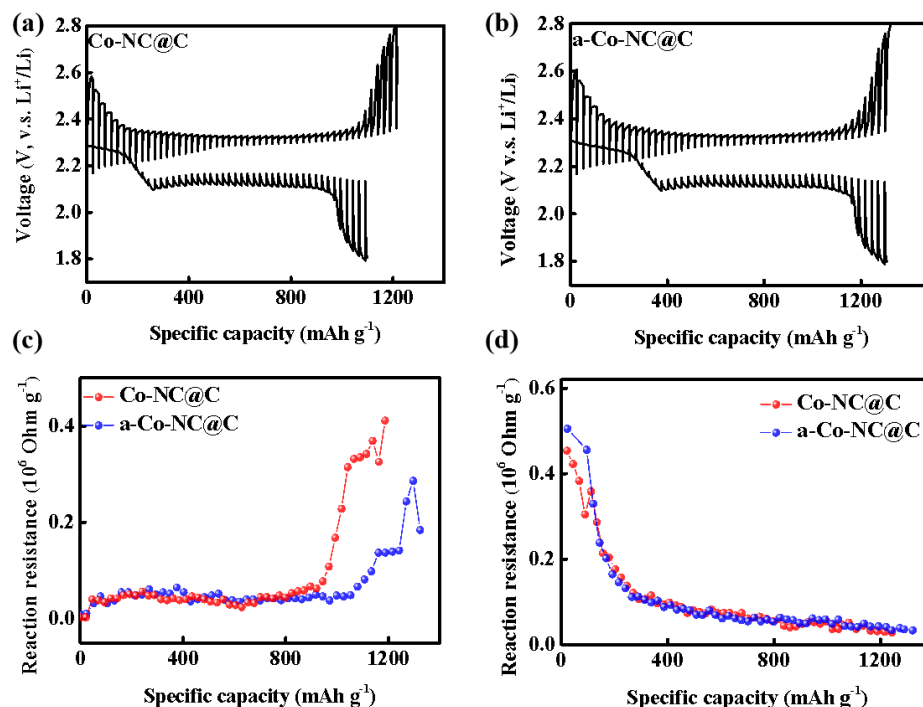 (a)
Co-NC@C
Voltage (V, v.s. Li⁺/Li)
2.8
2.6
2.4
2.2
2.0
1.8
0 400 800 1200
Specific capacity (mAh g⁻¹)
(b)
a-Co-NC@C
Voltage (V v.s. Li⁺/Li)
2.8
2.6
2.4
2.2
2.0
1.8
0 400 800 1200
Specific capacity (mAh g⁻¹)
(c)
Co-NC@C
a-Co-NC@C
Reaction resistance (10⁶ Ohm g⁻¹)
0.4
0.2
0.0
0 400 800 1200
Specific capacity (mAh g⁻¹)
(d)
Co-NC@C
a-Co-NC@C
Reaction resistance (10⁶ Ohm g⁻¹)
0.6
0.4
0.2
0.0
0 400 800 1200
Specific capacity (mAh g⁻¹)